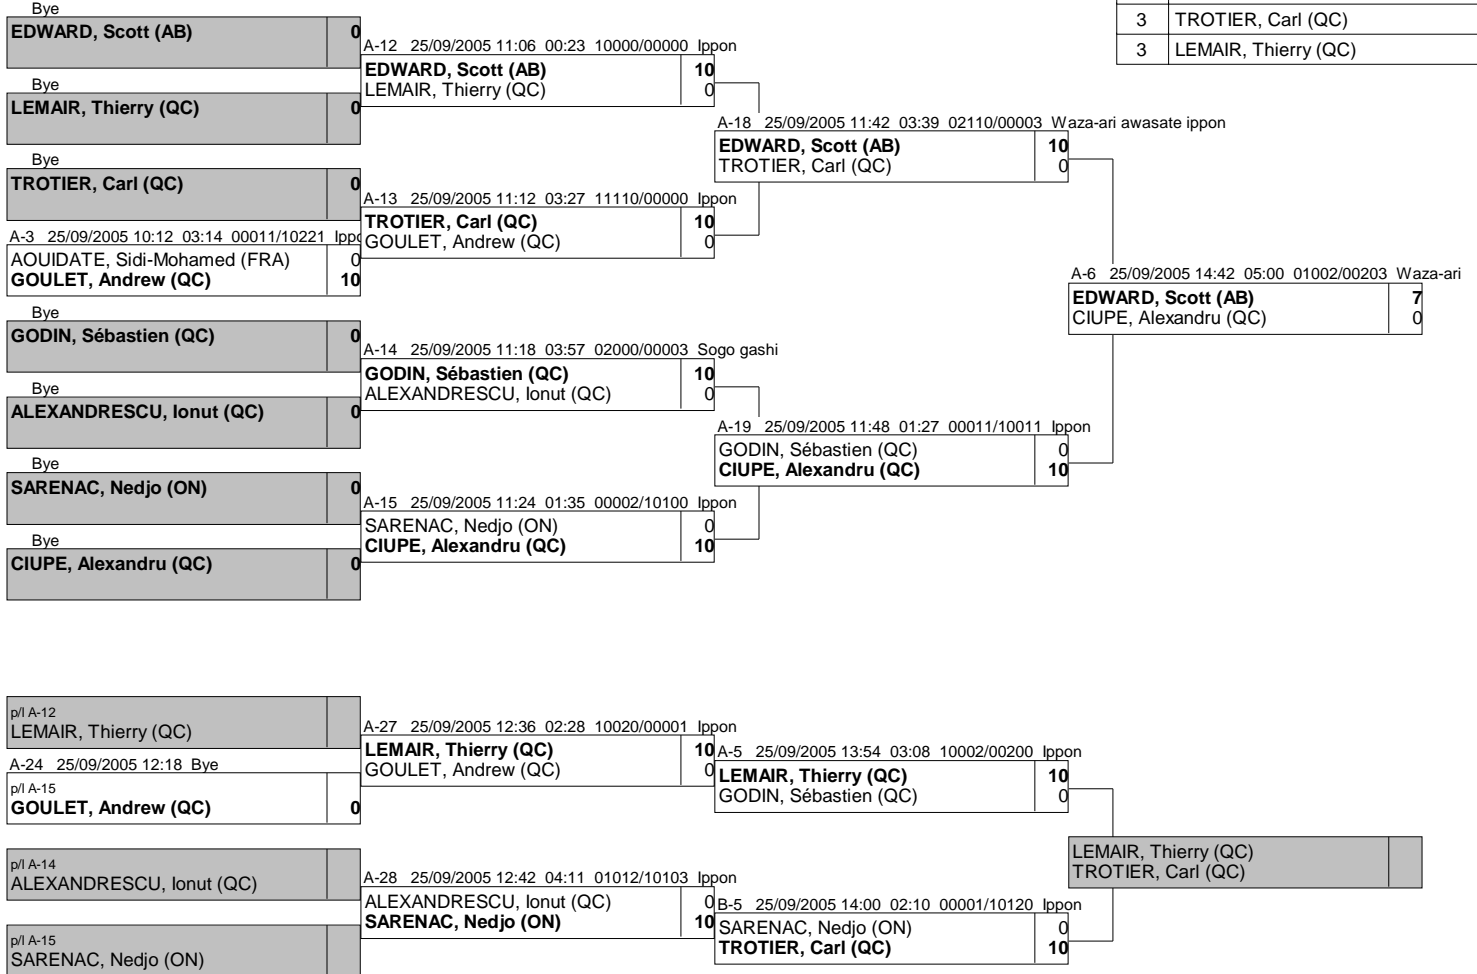 Bye
EDWARD, Scott (AB) 0
Bye
LEMAIR, Thierry (QC) 0
Bye
TROTIER, Carl (QC) 0
A-3 25/09/2005 10:12 03:14 00011/10221 Ippo
AOUIDATE, Sidi-Mohamed (FRA) 0
GOULET, Andrew (QC) 10
Bye
GODIN, Sébastien (QC) 0
Bye
ALEXANDRESCU, Ionut (QC) 0
Bye
SARENAC, Nedjo (ON) 0
Bye
CIUPE, Alexandru (QC) 0
A-12 25/09/2005 11:06 00:23 10000/00000 Ippon
EDWARD, Scott (AB) 10
LEMAIR, Thierry (QC) 0
A-13 25/09/2005 11:12 03:27 11110/00000 Ippon
TROTIER, Carl (QC) 10
GOULET, Andrew (QC) 0
A-14 25/09/2005 11:18 03:57 02000/00003 Sogo gashi
GODIN, Sébastien (QC) 10
ALEXANDRESCU, Ionut (QC) 0
A-15 25/09/2005 11:24 01:35 00002/10100 Ippon
SARENAC, Nedjo (ON) 0
CIUPE, Alexandru (QC) 10
A-18 25/09/2005 11:42 03:39 02110/00003 Waza-ari awasate ippon
EDWARD, Scott (AB) 10
TROTIER, Carl (QC) 0
A-19 25/09/2005 11:48 01:27 00011/10011 Ippon
GODIN, Sébastien (QC) 0
CIUPE, Alexandru (QC) 10
A-6 25/09/2005 14:42 05:00 01002/00203 Waza-ari
EDWARD, Scott (AB) 7
CIUPE, Alexandru (QC) 0
3 TROTIER, Carl (QC)
3 LEMAIR, Thierry (QC)
p/l A-12
LEMAIR, Thierry (QC)
A-24 25/09/2005 12:18 Bye
p/l A-15
GOULET, Andrew (QC) 0
p/l A-14
ALEXANDRESCU, Ionut (QC)
p/l A-15
SARENAC, Nedjo (ON)
A-27 25/09/2005 12:36 02:28 10020/00001 Ippon
LEMAIR, Thierry (QC) 10
GOULET, Andrew (QC) 0
A-28 25/09/2005 12:42 04:11 01012/10103 Ippon
ALEXANDRESCU, Ionut (QC) 0
SARENAC, Nedjo (ON) 10
A-5 25/09/2005 13:54 03:08 10002/00200 Ippon
LEMAIR, Thierry (QC) 10
GODIN, Sébastien (QC) 0
B-5 25/09/2005 14:00 02:10 00001/10120 Ippon
SARENAC, Nedjo (ON) 0
TROTIER, Carl (QC) 10
LEMAIR, Thierry (QC)
TROTIER, Carl (QC)